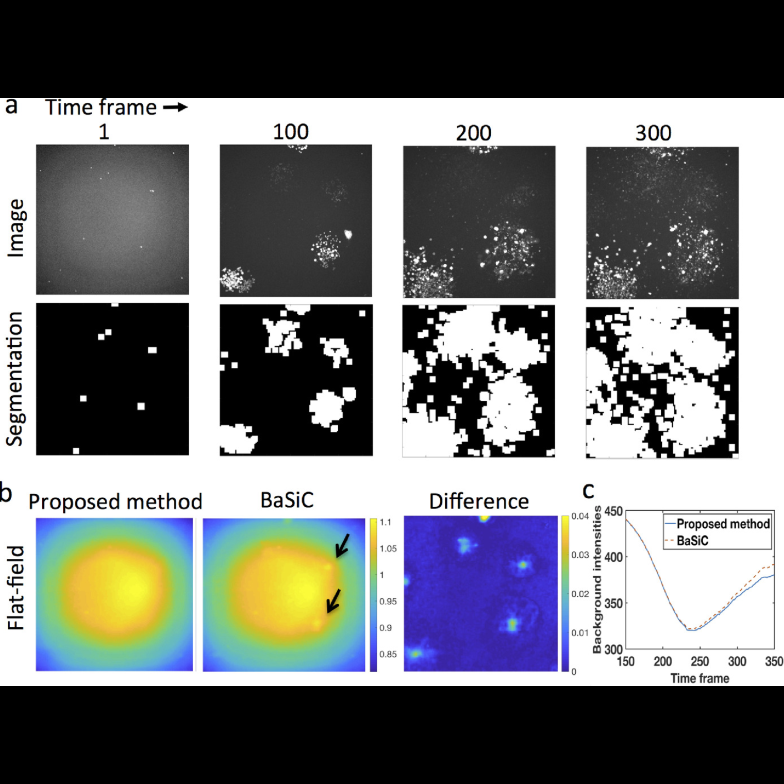 a
Time frame
1
100
200
300
Image
Segmentation
b
Proposed method
BaSiC
Difference
Flat-field
1.1
1.05
1
0.95
0.9
0.85
0.04
0.03
0.02
0.01
0
c
450
400
350
300
Background intensities
Proposed method
BaSiC
150
200
250
300
350
Time frame